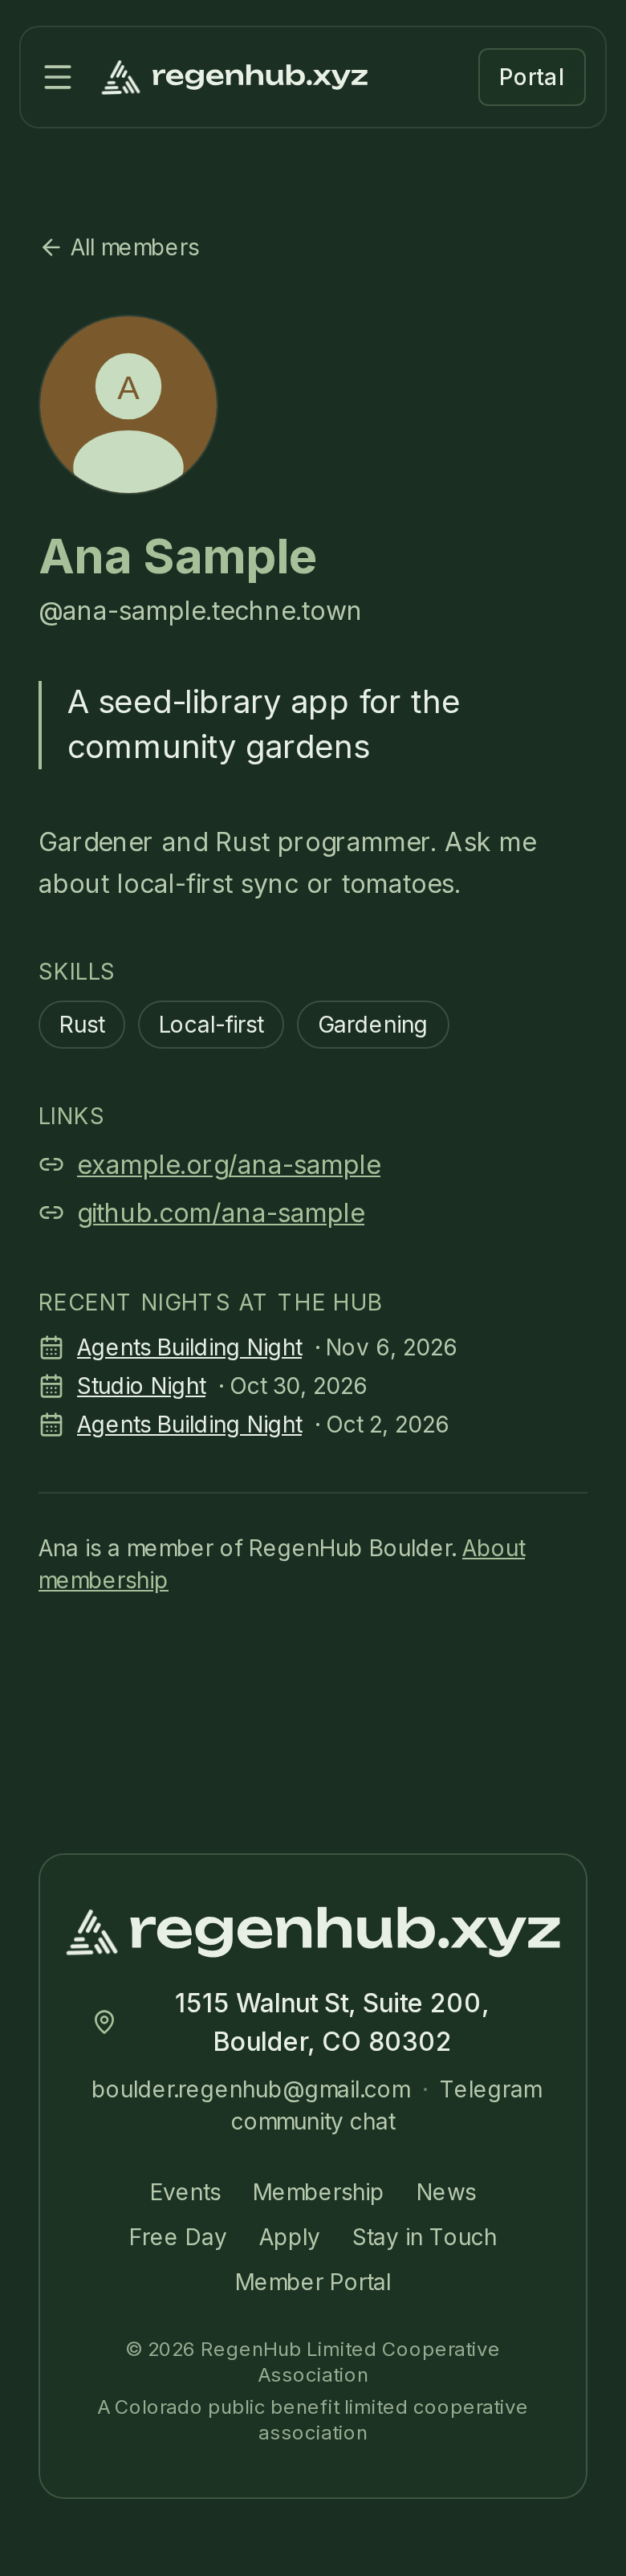 regenhub.xyz
Portal
← All members
A
Ana Sample
@ana-sample.techne.town
A seed-library app for the
community gardens
Gardener and Rust programmer. Ask me
about local-first sync or tomatoes.
SKILLS
Rust
Local-first
Gardening
LINKS
example.org/ana-sample
github.com/ana-sample
RECENT NIGHTS AT THE HUB
Agents Building Night · Nov 6, 2026
Studio Night · Oct 30, 2026
Agents Building Night · Oct 2, 2026
Ana is a member of RegenHub Boulder. About
membership
regenhub.xyz
1515 Walnut St, Suite 200,
Boulder, CO 80302
boulder.regenhub@gmail.com · Telegram
community chat
Events Membership News
Free Day Apply Stay in Touch
Member Portal
© 2026 RegenHub Limited Cooperative
Association
A Colorado public benefit limited cooperative
association